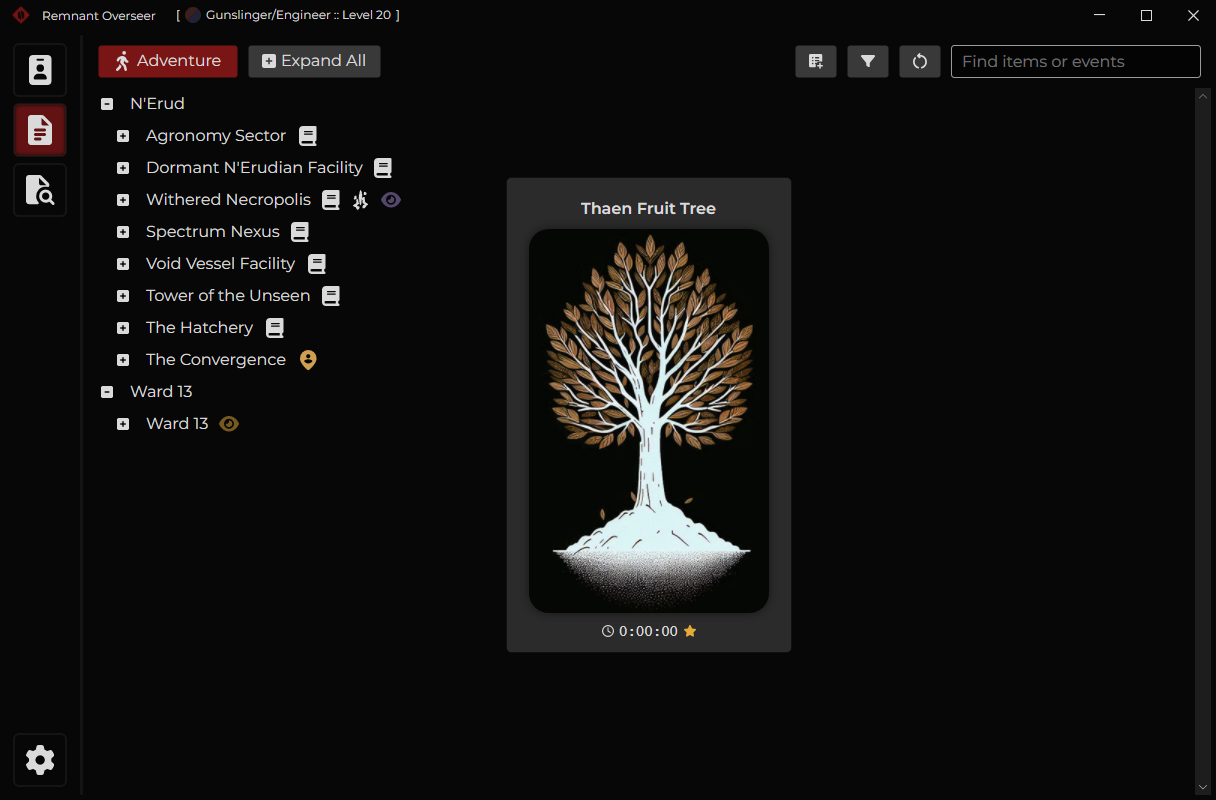 Remnant Overseer [ Gunslinger/Engineer :: Level 20 ]
Adventure Expand All Find items or events
N'Erud
Agronomy Sector
Dormant N'Erudian Facility
Withered Necropolis
Spectrum Nexus
Void Vessel Facility
Tower of the Unseen
The Hatchery
The Convergence
Ward 13
Ward 13
Thaen Fruit Tree
0:00:00